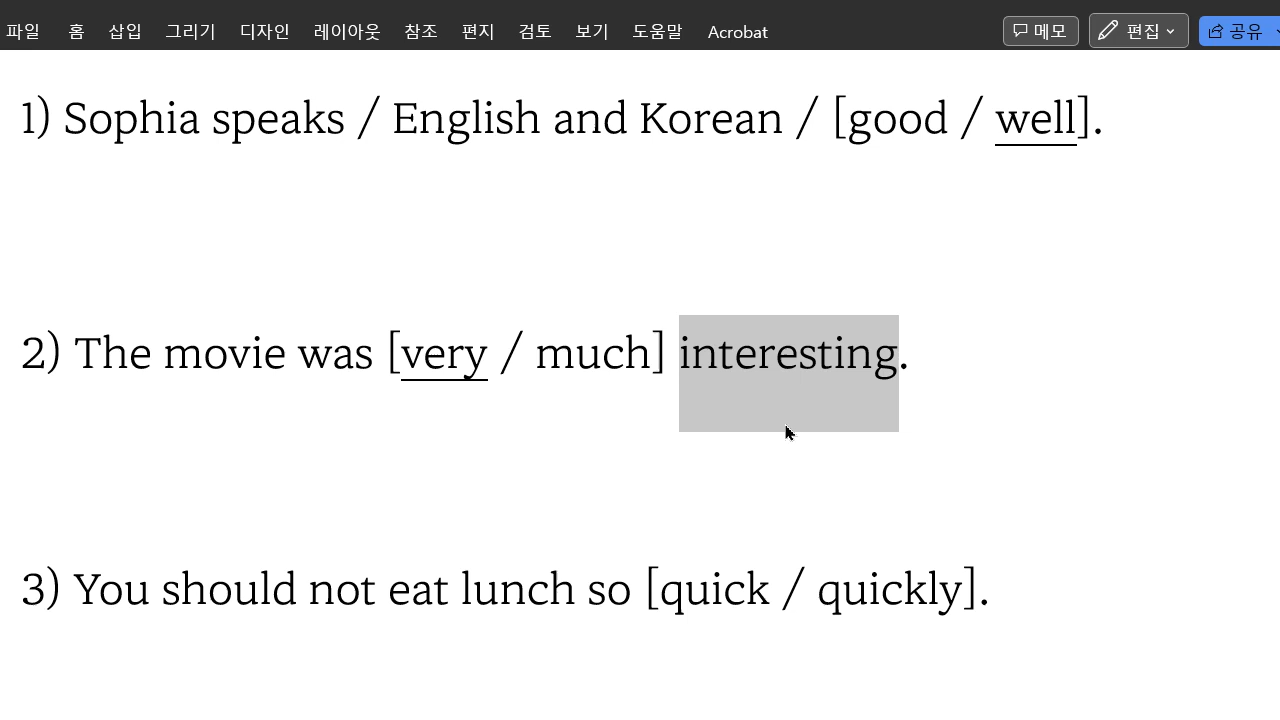 파일 홈 삽입 그리기 디자인 레이아웃 참조 편지 검토 보기 도움말 Acrobat 메모 편집 공유
1) Sophia speaks / English and Korean / [good / well].
2) The movie was [very / much] interesting.
3) You should not eat lunch so [quick / quickly].